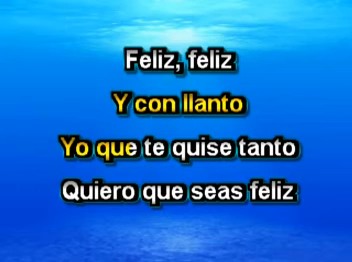 Feliz, feliz
Y con llanto
Yo que te quise tanto
Quiero que seas feliz